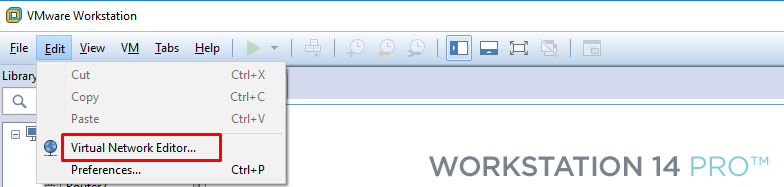 VMware Workstation
File Edit View VM Tabs Help
Library
Cut Ctrl+X
Copy Ctrl+C
Paste Ctrl+V
Virtual Network Editor...
Preferences... Ctrl+P
WORKSTATION 14 PRO™